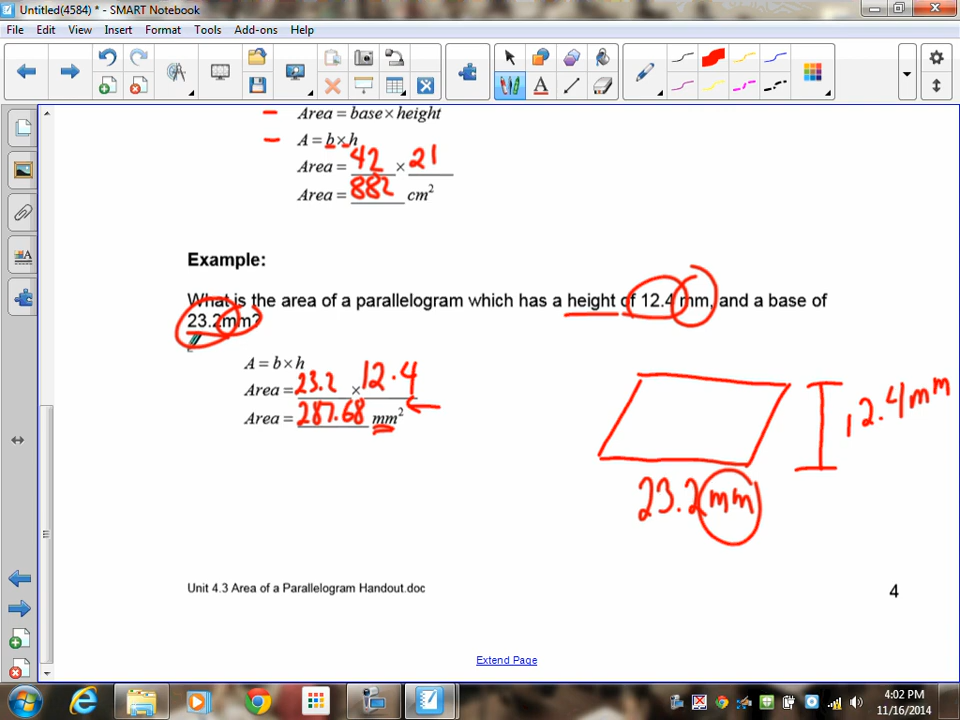 Untitled(4584) * - SMART Notebook
File Edit View Insert Format Tools Add-ons Help
Area = base × height
A = b × h
Area = 42 × 21
Area = 882 cm²
Example:
What is the area of a parallelogram which has a height of 12.4 mm, and a base of
23.2mm?
A = b × h
Area = 23.2 × 12.4
Area = 287.68 mm²
12.4mm
23.2mm
Unit 4.3 Area of a Parallelogram Handout.doc
4
Extend Page
4:02 PM
11/16/2014